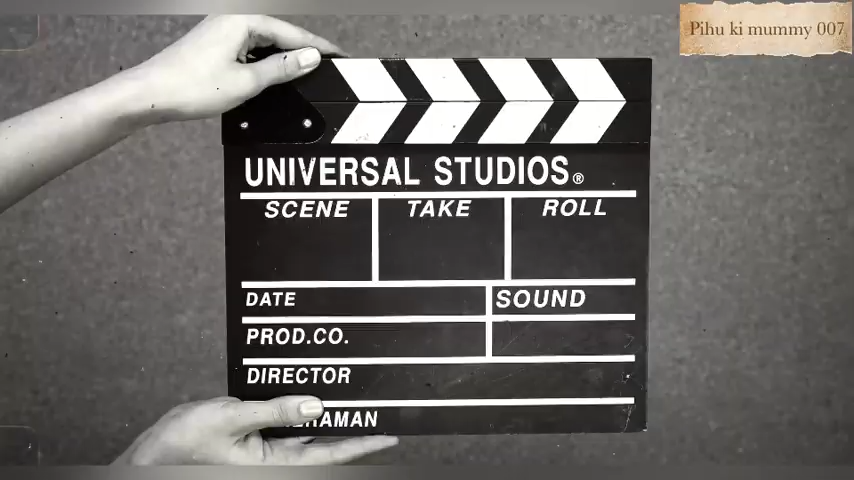 Pihu ki mummy 007
UNIVERSAL STUDIOS®
SCENE TAKE ROLL
DATE SOUND
PROD.CO.
DIRECTOR